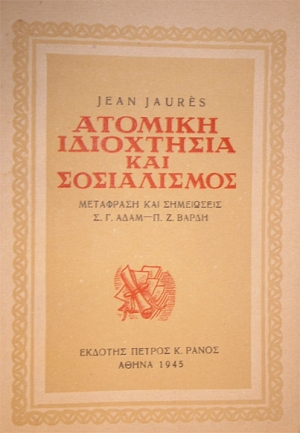 JEAN JAURÈS
ΑΤΟΜΙΚΗ
ΙΔΙΟΧΤΗΣΙΑ
ΚΑΙ
ΣΟΣΙΑΛΙΣΜΟΣ
ΜΕΤΑΦΡΑΣΗ ΚΑΙ ΣΗΜΕΙΩΣΕΙΣ
Σ. Γ. ΑΔΑΜ—Π. Ζ. ΒΑΡΔΗ
ΕΚΔΟΤΗΣ ΠΕΤΡΟΣ Κ. ΡΑΝΟΣ
ΑΘΗΝΑ 1945